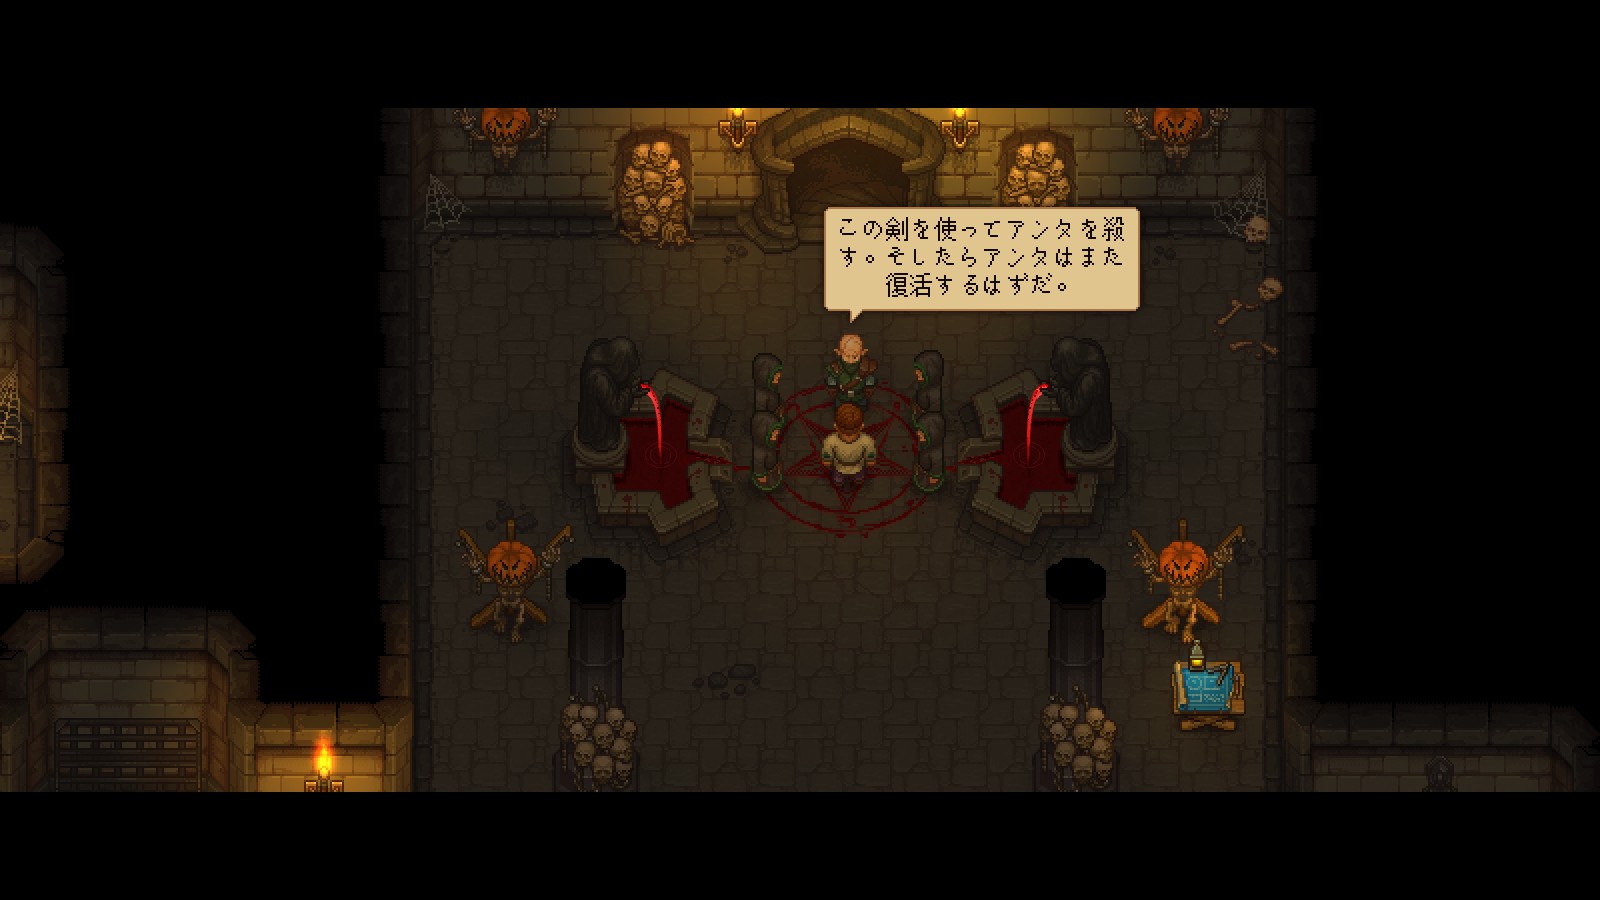 この剣を使ってアンタを殺
す。そしたらアンタはまた
復活するはずだ。